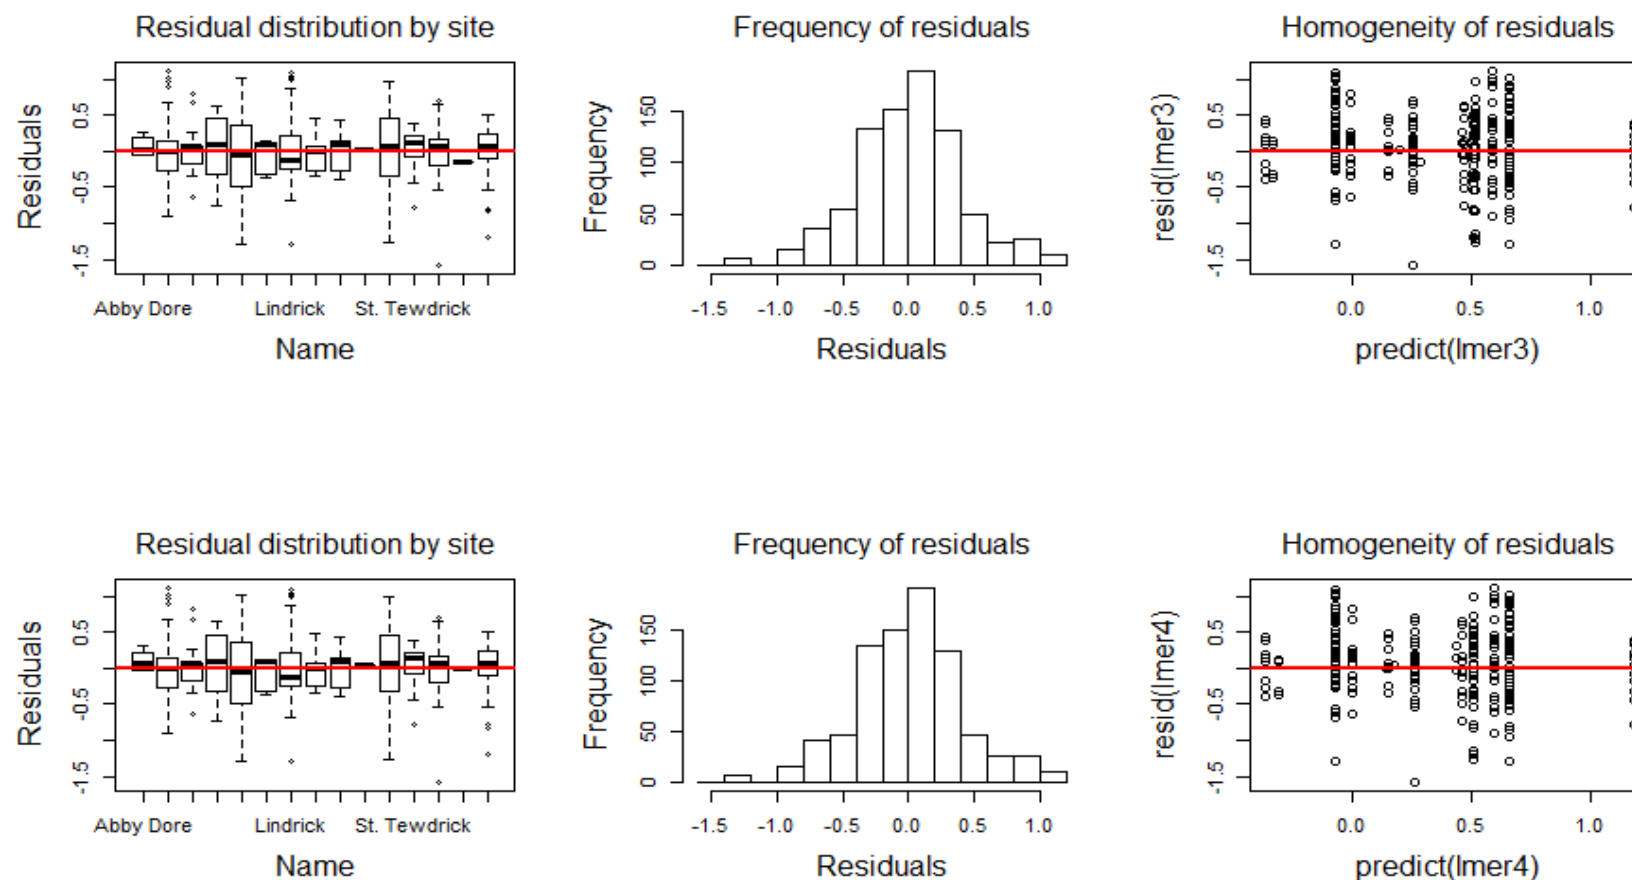 Residual distribution by site
Frequency of residuals
Homogeneity of residuals
Residuals
0.5
-0.5
-1.5
Abby Dore
Lindrick
St. Tewdrick
Name
Frequency
150
100
50
0
-1.5 -1.0 -0.5 0.0 0.5 1.0
Residuals
resid(lmer3)
0.5
-0.5
-1.5
0.0 0.5 1.0
predict(lmer3)
Residual distribution by site
Frequency of residuals
Homogeneity of residuals
Residuals
0.5
-0.5
-1.5
Abby Dore
Lindrick
St. Tewdrick
Name
Frequency
150
100
50
0
-1.5 -1.0 -0.5 0.0 0.5 1.0
Residuals
resid(lmer4)
0.5
-0.5
-1.5
0.0 0.5 1.0
predict(lmer4)